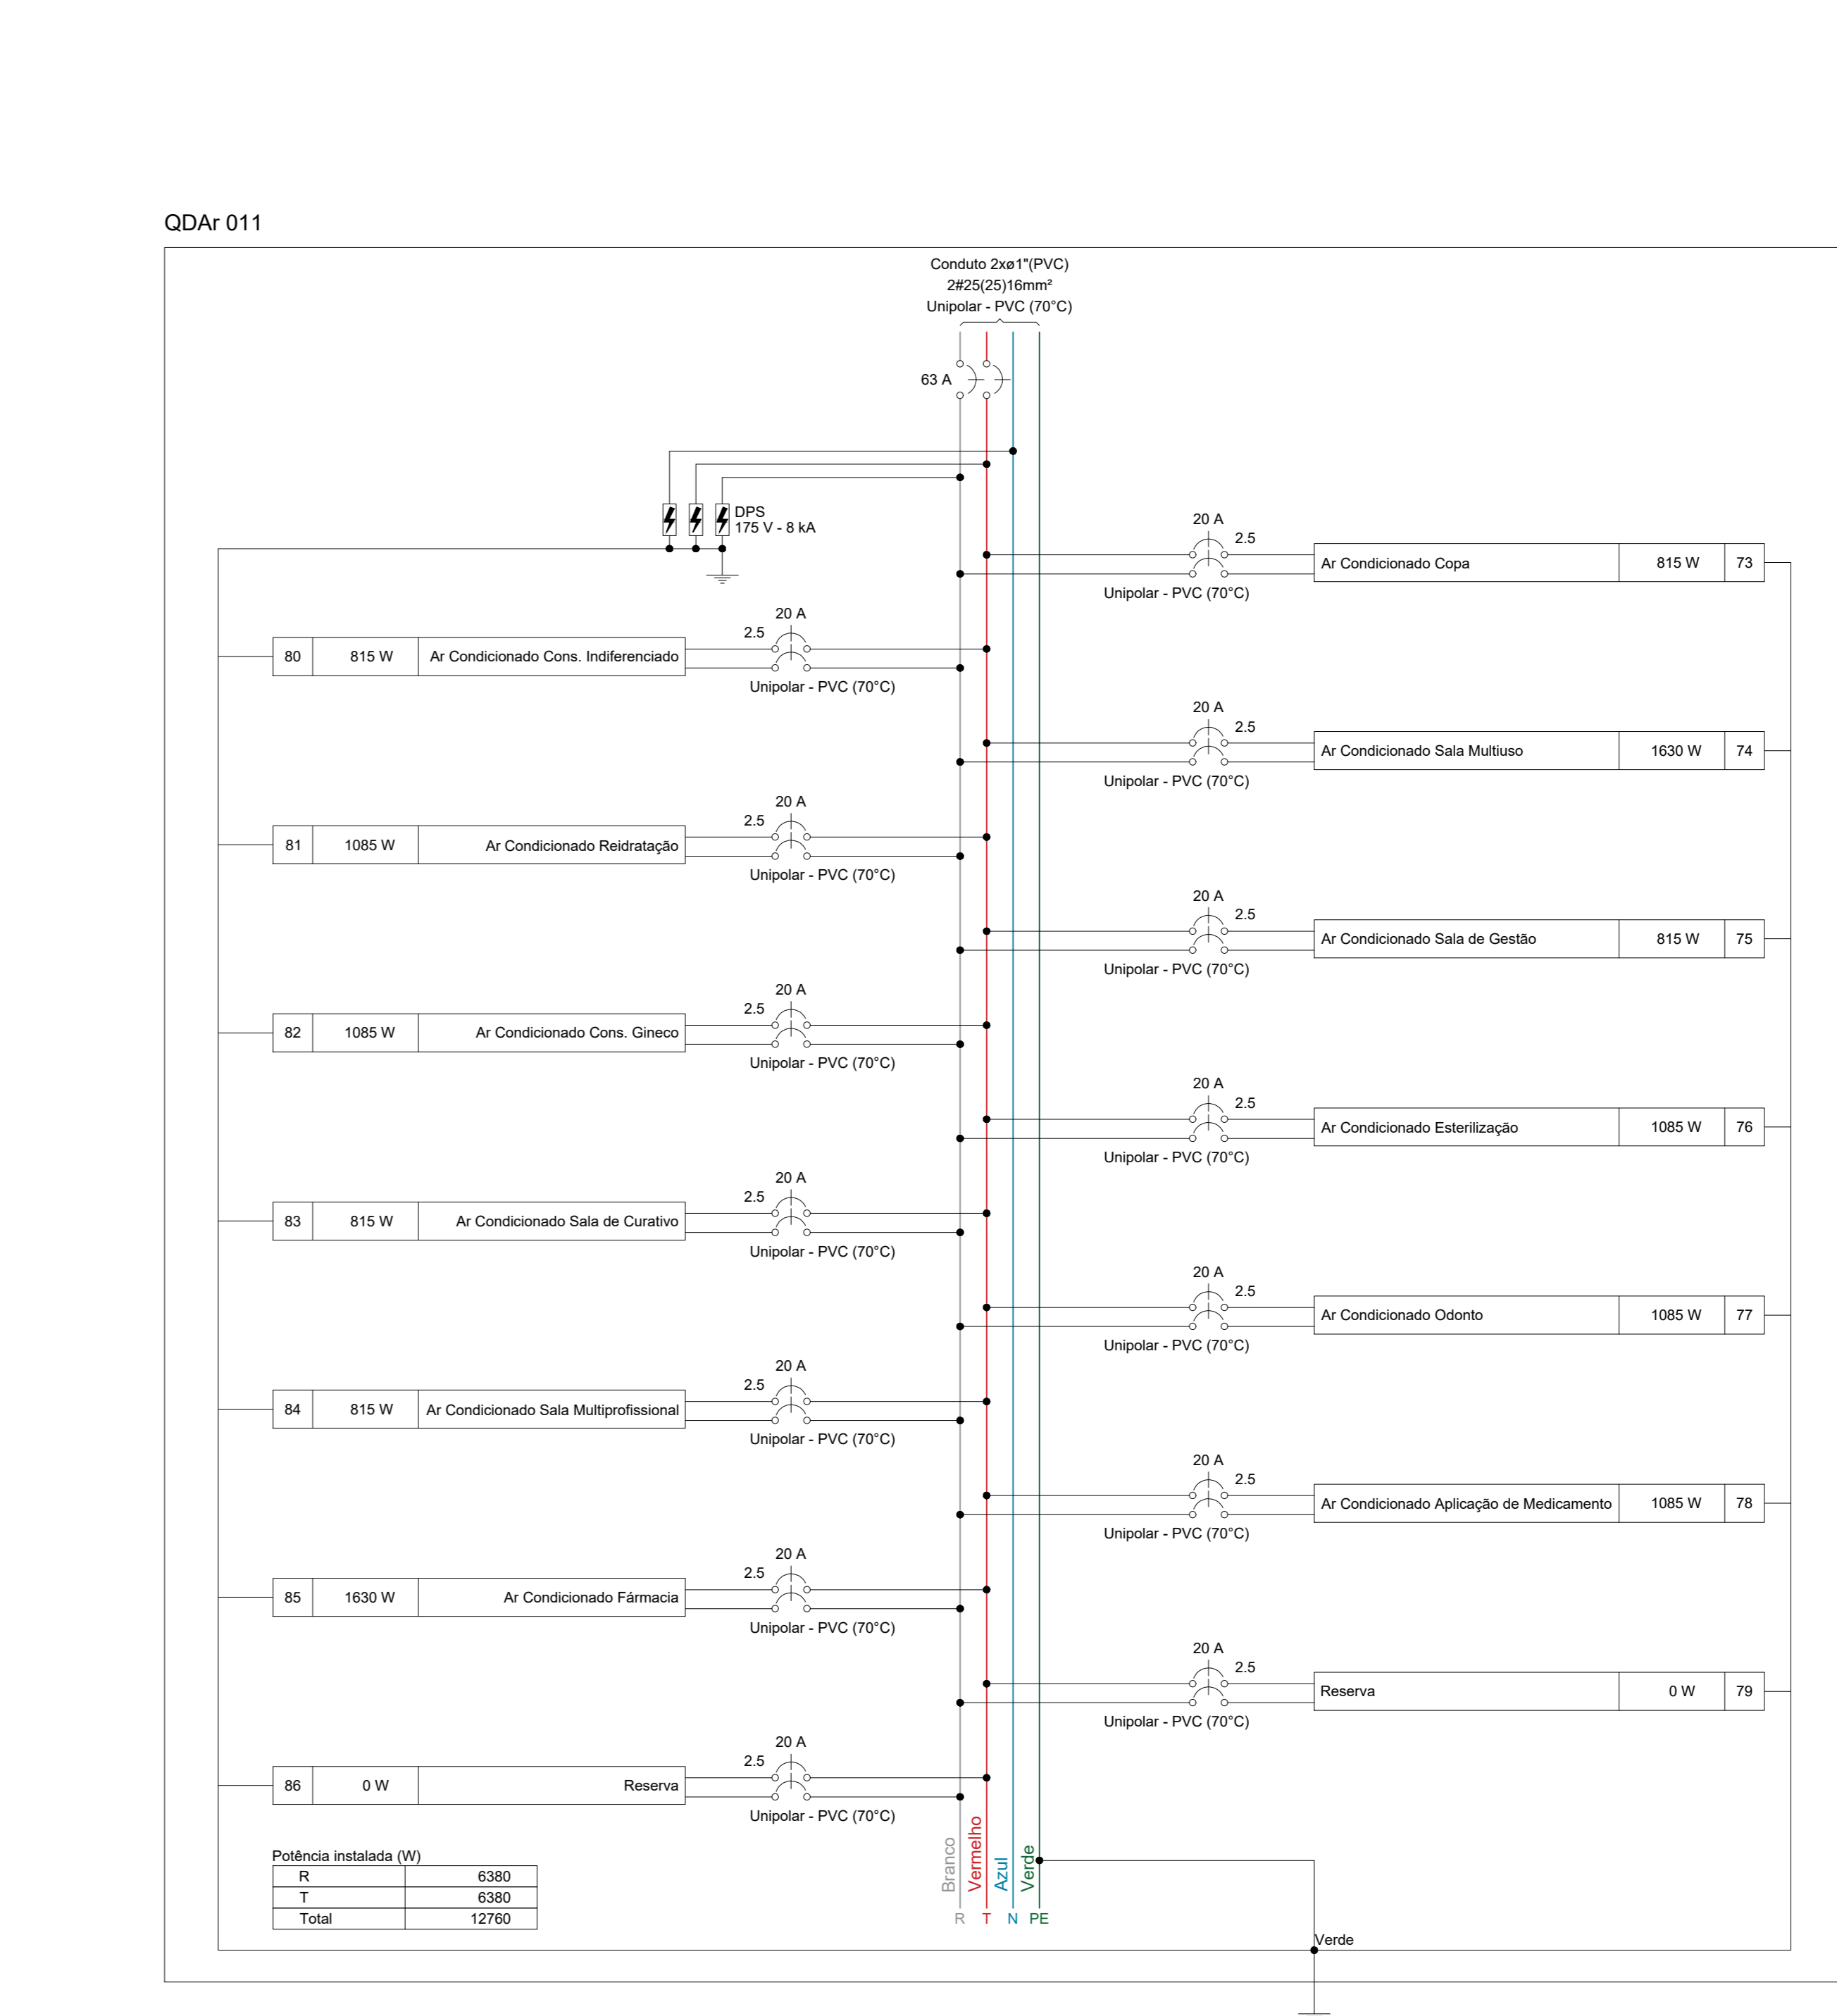 QDAr 011
Conduto 2xø1"(PVC)
2#25(25)16mm²
Unipolar - PVC (70°C)
63 A
DPS
175 V - 8 kA
20 A
2.5
Ar Condicionado Copa 815 W 73
Unipolar - PVC (70°C)
20 A
2.5
80 815 W Ar Condicionado Cons. Indiferenciado
Unipolar - PVC (70°C)
20 A
2.5
Ar Condicionado Sala Multiuso 1630 W 74
Unipolar - PVC (70°C)
20 A
2.5
81 1085 W Ar Condicionado Reidratação
Unipolar - PVC (70°C)
20 A
2.5
Ar Condicionado Sala de Gestão 815 W 75
Unipolar - PVC (70°C)
20 A
2.5
82 1085 W Ar Condicionado Cons. Gineco
Unipolar - PVC (70°C)
20 A
2.5
Ar Condicionado Esterilização 1085 W 76
Unipolar - PVC (70°C)
20 A
2.5
83 815 W Ar Condicionado Sala de Curativo
Unipolar - PVC (70°C)
20 A
2.5
Ar Condicionado Odonto 1085 W 77
Unipolar - PVC (70°C)
20 A
2.5
84 815 W Ar Condicionado Sala Multiprofissional
Unipolar - PVC (70°C)
20 A
2.5
Ar Condicionado Aplicação de Medicamento 1085 W 78
Unipolar - PVC (70°C)
20 A
2.5
85 1630 W Ar Condicionado Fármacia
Unipolar - PVC (70°C)
20 A
2.5
Reserva 0 W 79
Unipolar - PVC (70°C)
20 A
2.5
86 0 W Reserva
Unipolar - PVC (70°C)
Potência instalada (W)
R 6380
T 6380
Total 12760
Branco
Vermelho
Azul
Verde
R T N PE
Verde